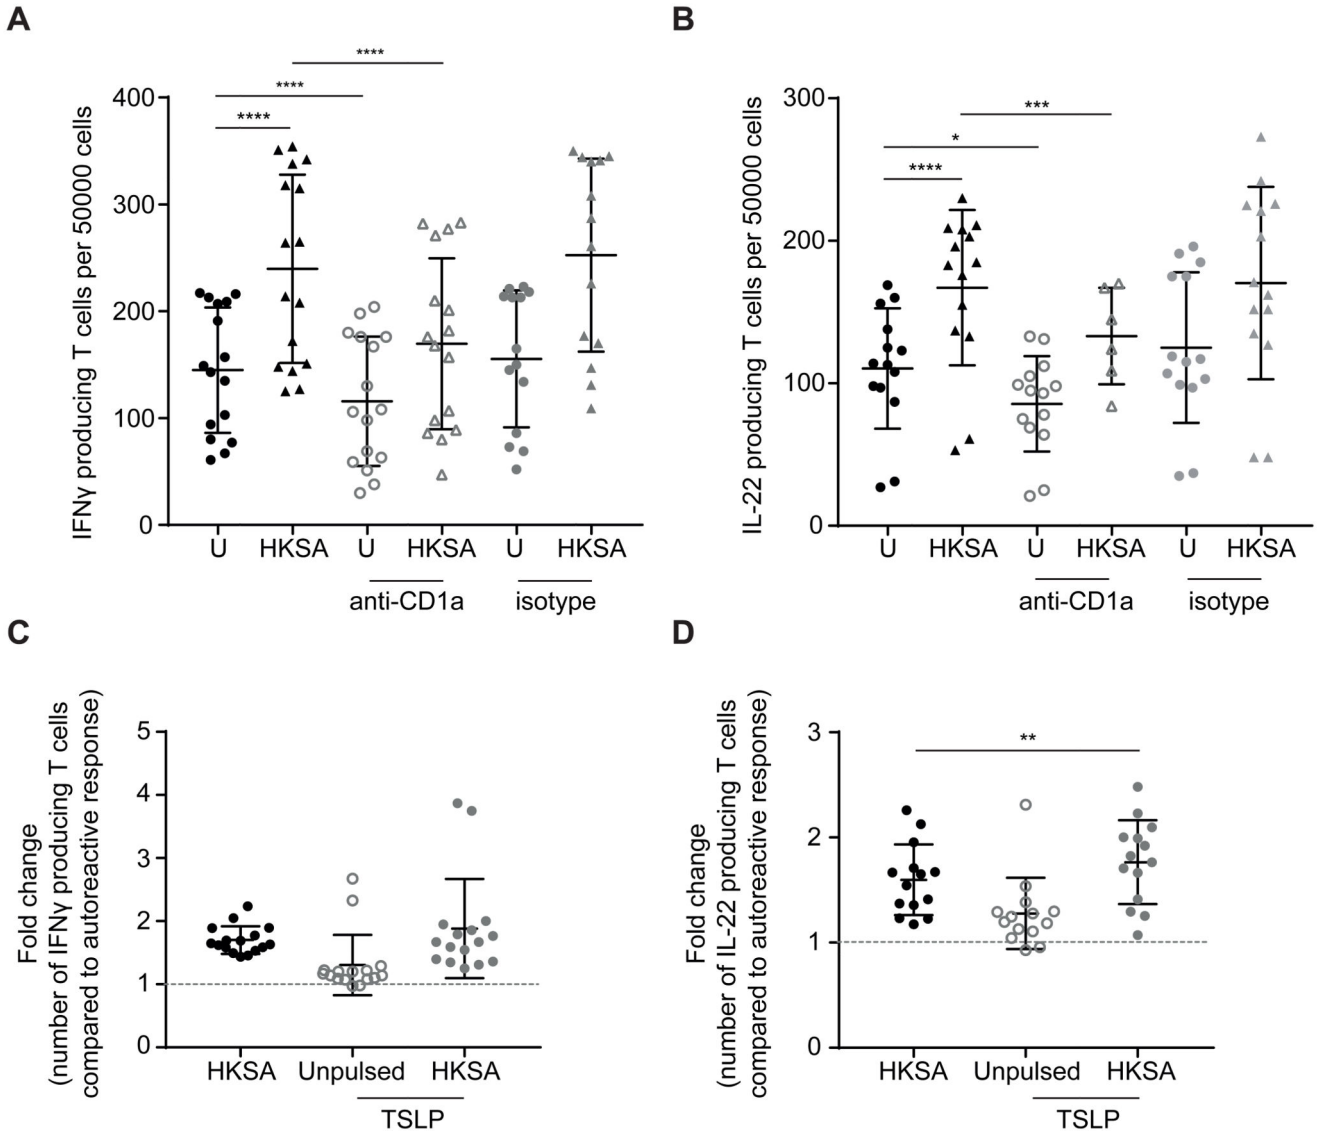 A
IFNγ producing T cells per 50000 cells
400
300
200
100
0
****
****
****
U HKSA U HKSA U HKSA
anti-CD1a isotype
B
IL-22 producing T cells per 50000 cells
300
200
100
0
***
*
****
U HKSA U HKSA U HKSA
anti-CD1a isotype
C
Fold change
(number of IFNγ producing T cells
compared to autoreactive response)
5
4
3
2
1
0
HKSA Unpulsed HKSA
TSLP
D
Fold change
(number of IL-22 producing T cells
ompared to autoreactive response)
3
2
1
0
**
HKSA Unpulsed HKSA
TSLP